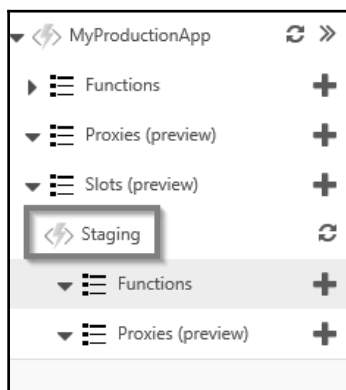 MyProductionApp
Functions
Proxies (preview)
Slots (preview)
Staging
Functions
Proxies (preview)